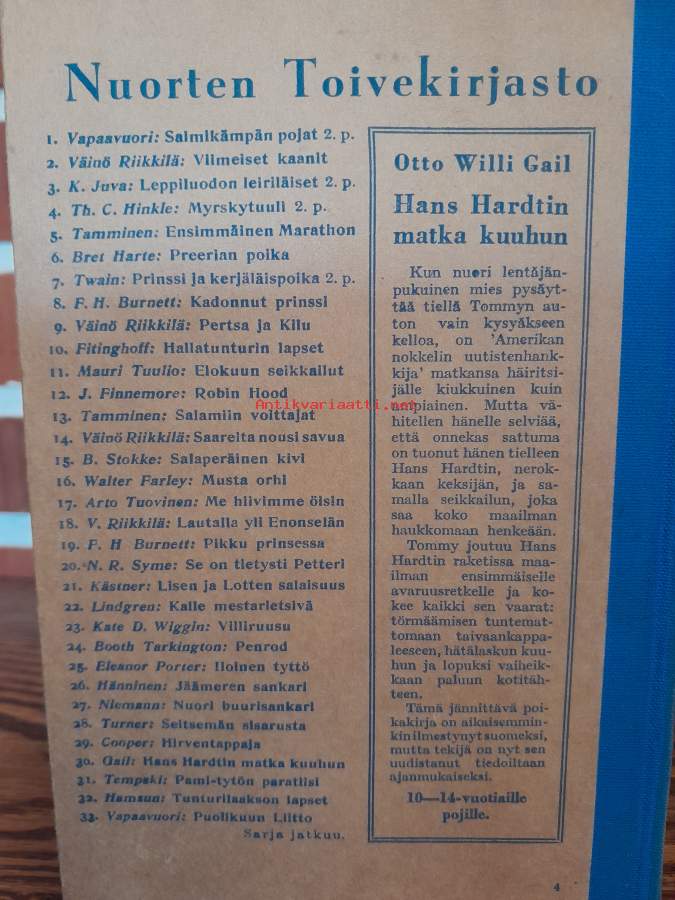 Nuorten Toivekirjasto
1. Vapaavuori: Salmikämpän pojat 2. p.
2. Väinö Riikkilä: Viimeiset kaanit
3. K. Juva: Leppiluodon leiriläiset 2. p.
4. Th. C. Hinkle: Myrskytuuli 2. p.
5. Tamminen: Ensimmäinen Marathon
6. Bret Harte: Preerian poika
7. Twain: Prinssi ja kerjäläispoika 2. p.
8. F. H. Burnett: Kadonnut prinssi
9. Väinö Riikkilä: Pertsa ja Kilu
10. Fitinghoff: Hallatunturin lapset
11. Mauri Tuulio: Elokuun seikkailut
12. J. Finnemore: Robin Hood
13. Tamminen: Salamiin voittajat
14. Väinö Riikkilä: Saarelta nousi savua
15. B. Stokke: Salaperäinen kivi
16. Walter Farley: Musta orhi
17. Arto Tuovinen: Me hiivimme öisin
18. V. Riikkilä: Lautalla yli Enonselän
19. F. H Burnett: Pikku prinsessa
20. N. R. Syme: Se on tietysti Petteri
21. Kästner: Lisen ja Lotten salaisuus
22. Lindgren: Kalle mestarietsivä
23. Kate D. Wiggin: Villiruusu
24. Booth Tarkington: Penrod
25. Eleanor Porter: Iloinen tyttö
26. Hänninen: Jäämeren sankari
27. Niemann: Nuori buurisankari
28. Turner: Seitsemän sisarusta
29. Cooper: Hirventappaja
30. Gail: Hans Hardtin matka kuuhun
31. Tempski: Pami-tytön paratiisi
32. Hamsun: Tunturilaakson lapset
33. Vapaavuori: Puolikuun Liitto
Sarja jatkuu.
Otto Willi Gail
Hans Hardtin
matka kuuhun
Kun nuori lentäjän-
pukuinen mies pysäyt-
tää tiellä Tommyn au-
ton vain kysyäkseen
kelloa, on 'Amerikan
nokkelin uutistenhank-
kija' matkansa häiritsi-
jälle kiukkuinen kuin
ampiainen. Mutta vä-
hitellen hänelle selviää,
että onnekas sattuma
on tuonut hänen tielleen
Hans Hardtin, nerok-
kaan keksijän, ja sa-
malla seikkailun, joka
saa koko maailman
haukkomaan henkeään.
Tommy joutuu Hans
Hardtin raketissa maa-
ilman ensimmäiselle
avaruusretkelle ja ko-
kee kaikki sen vaarat:
törmäämisen tuntemat-
tomaan taivaankappa-
leeseen, hätälaskun kuu-
hun ja lopuksi vaiheik-
kaan paluun kotitäh-
teen.
Tämä jännittävä poi-
kakirja on aikaisemmin-
kin ilmestynyt suomeksi,
mutta tekijä on nyt sen
uudistanut tiedoiltaan
ajanmukaiseksi.
10—14-vuotiaille
pojille.
4
Antikvariaatti.net